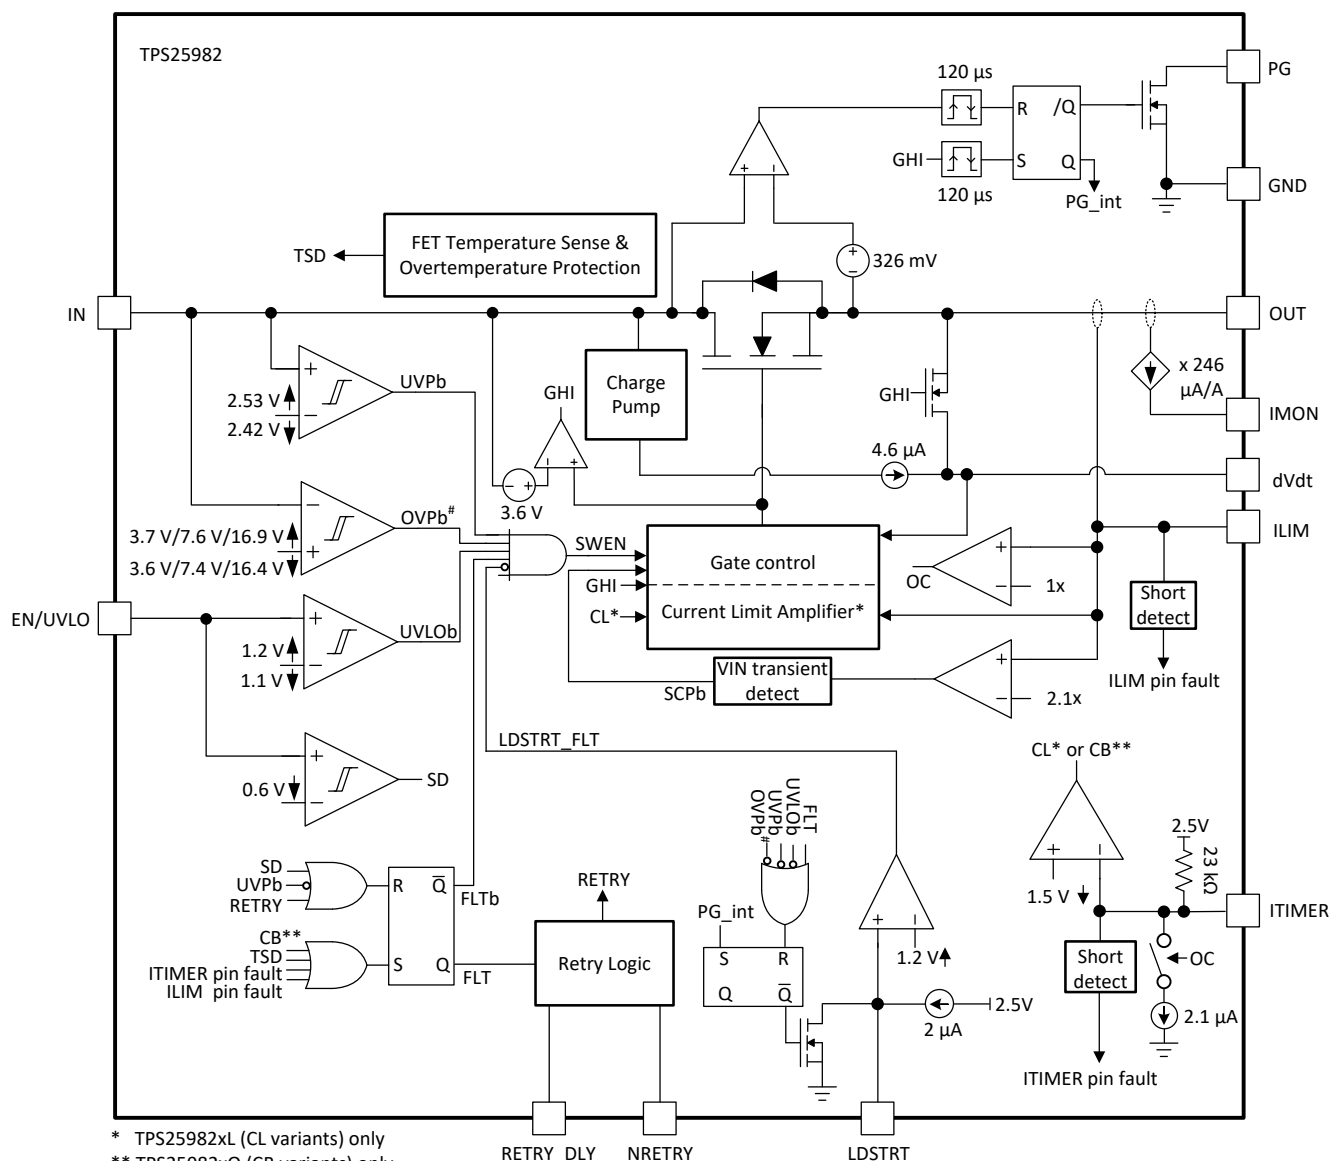 TPS25982
120 µs
PG
R
/Q
GHI
S
Q
120 µs
PG_int
GND
FET Temperature Sense &
Overtemperature Protection
TSD
+
−
+
−
326 mV
IN
OUT
+
−
UVPb
2.53 V
2.42 V
GHI
−
+
Charge
Pump
GHI
x 246
µA/A
IMON
4.6 µA
dVdt
−
+
3.6 V
−
+
OVPb#
3.7 V/7.6 V/16.9 V
3.6 V/7.4 V/16.4 V
SWEN
Gate control
GHI
CL*
Current Limit Amplifier*
OC
+
−
1x
ILIM
Short
detect
ILIM pin fault
EN/UVLO
+
−
UVLOb
1.2 V
1.1 V
SCPb
VIN transient
detect
+
−
2.1x
LDSTRT_FLT
+
−
0.6 V
SD
CL* or CB**
+
−
1.5 V
2.5V
23 kΩ
ITIMER
OVPb#
UVPb
UVLOb
FLT
SD
UVPb
RETRY
R
Q
FLTb
CB**
TSD
ITIMER pin fault
ILIM  pin fault
S
Q
FLT
RETRY
Retry Logic
PG_int
S
R
Q
Q
+
−
1.2 V
2 µA
2.5V
Short
detect
OC
2.1 µA
ITIMER pin fault
*   TPS25982xL (CL variants) only
** TPS25982xO (CB variants) only
RETRY_DLY
NRETRY
LDSTRT